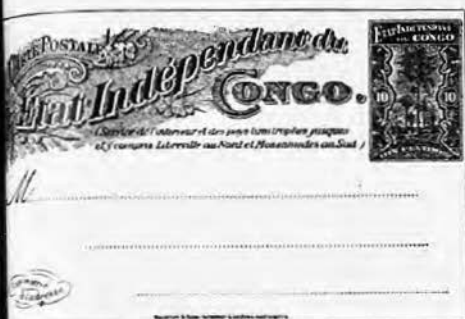 CARTE POSTALE
État Indépendant du
CONGO.
(Service de l'intérieur et des pays limitrophes jusques
et y compris Libreville au Nord et Mossamedes au Sud)
ETAT INDEPENDANT
DU CONGO
10 10
DIX CENTIMES
M